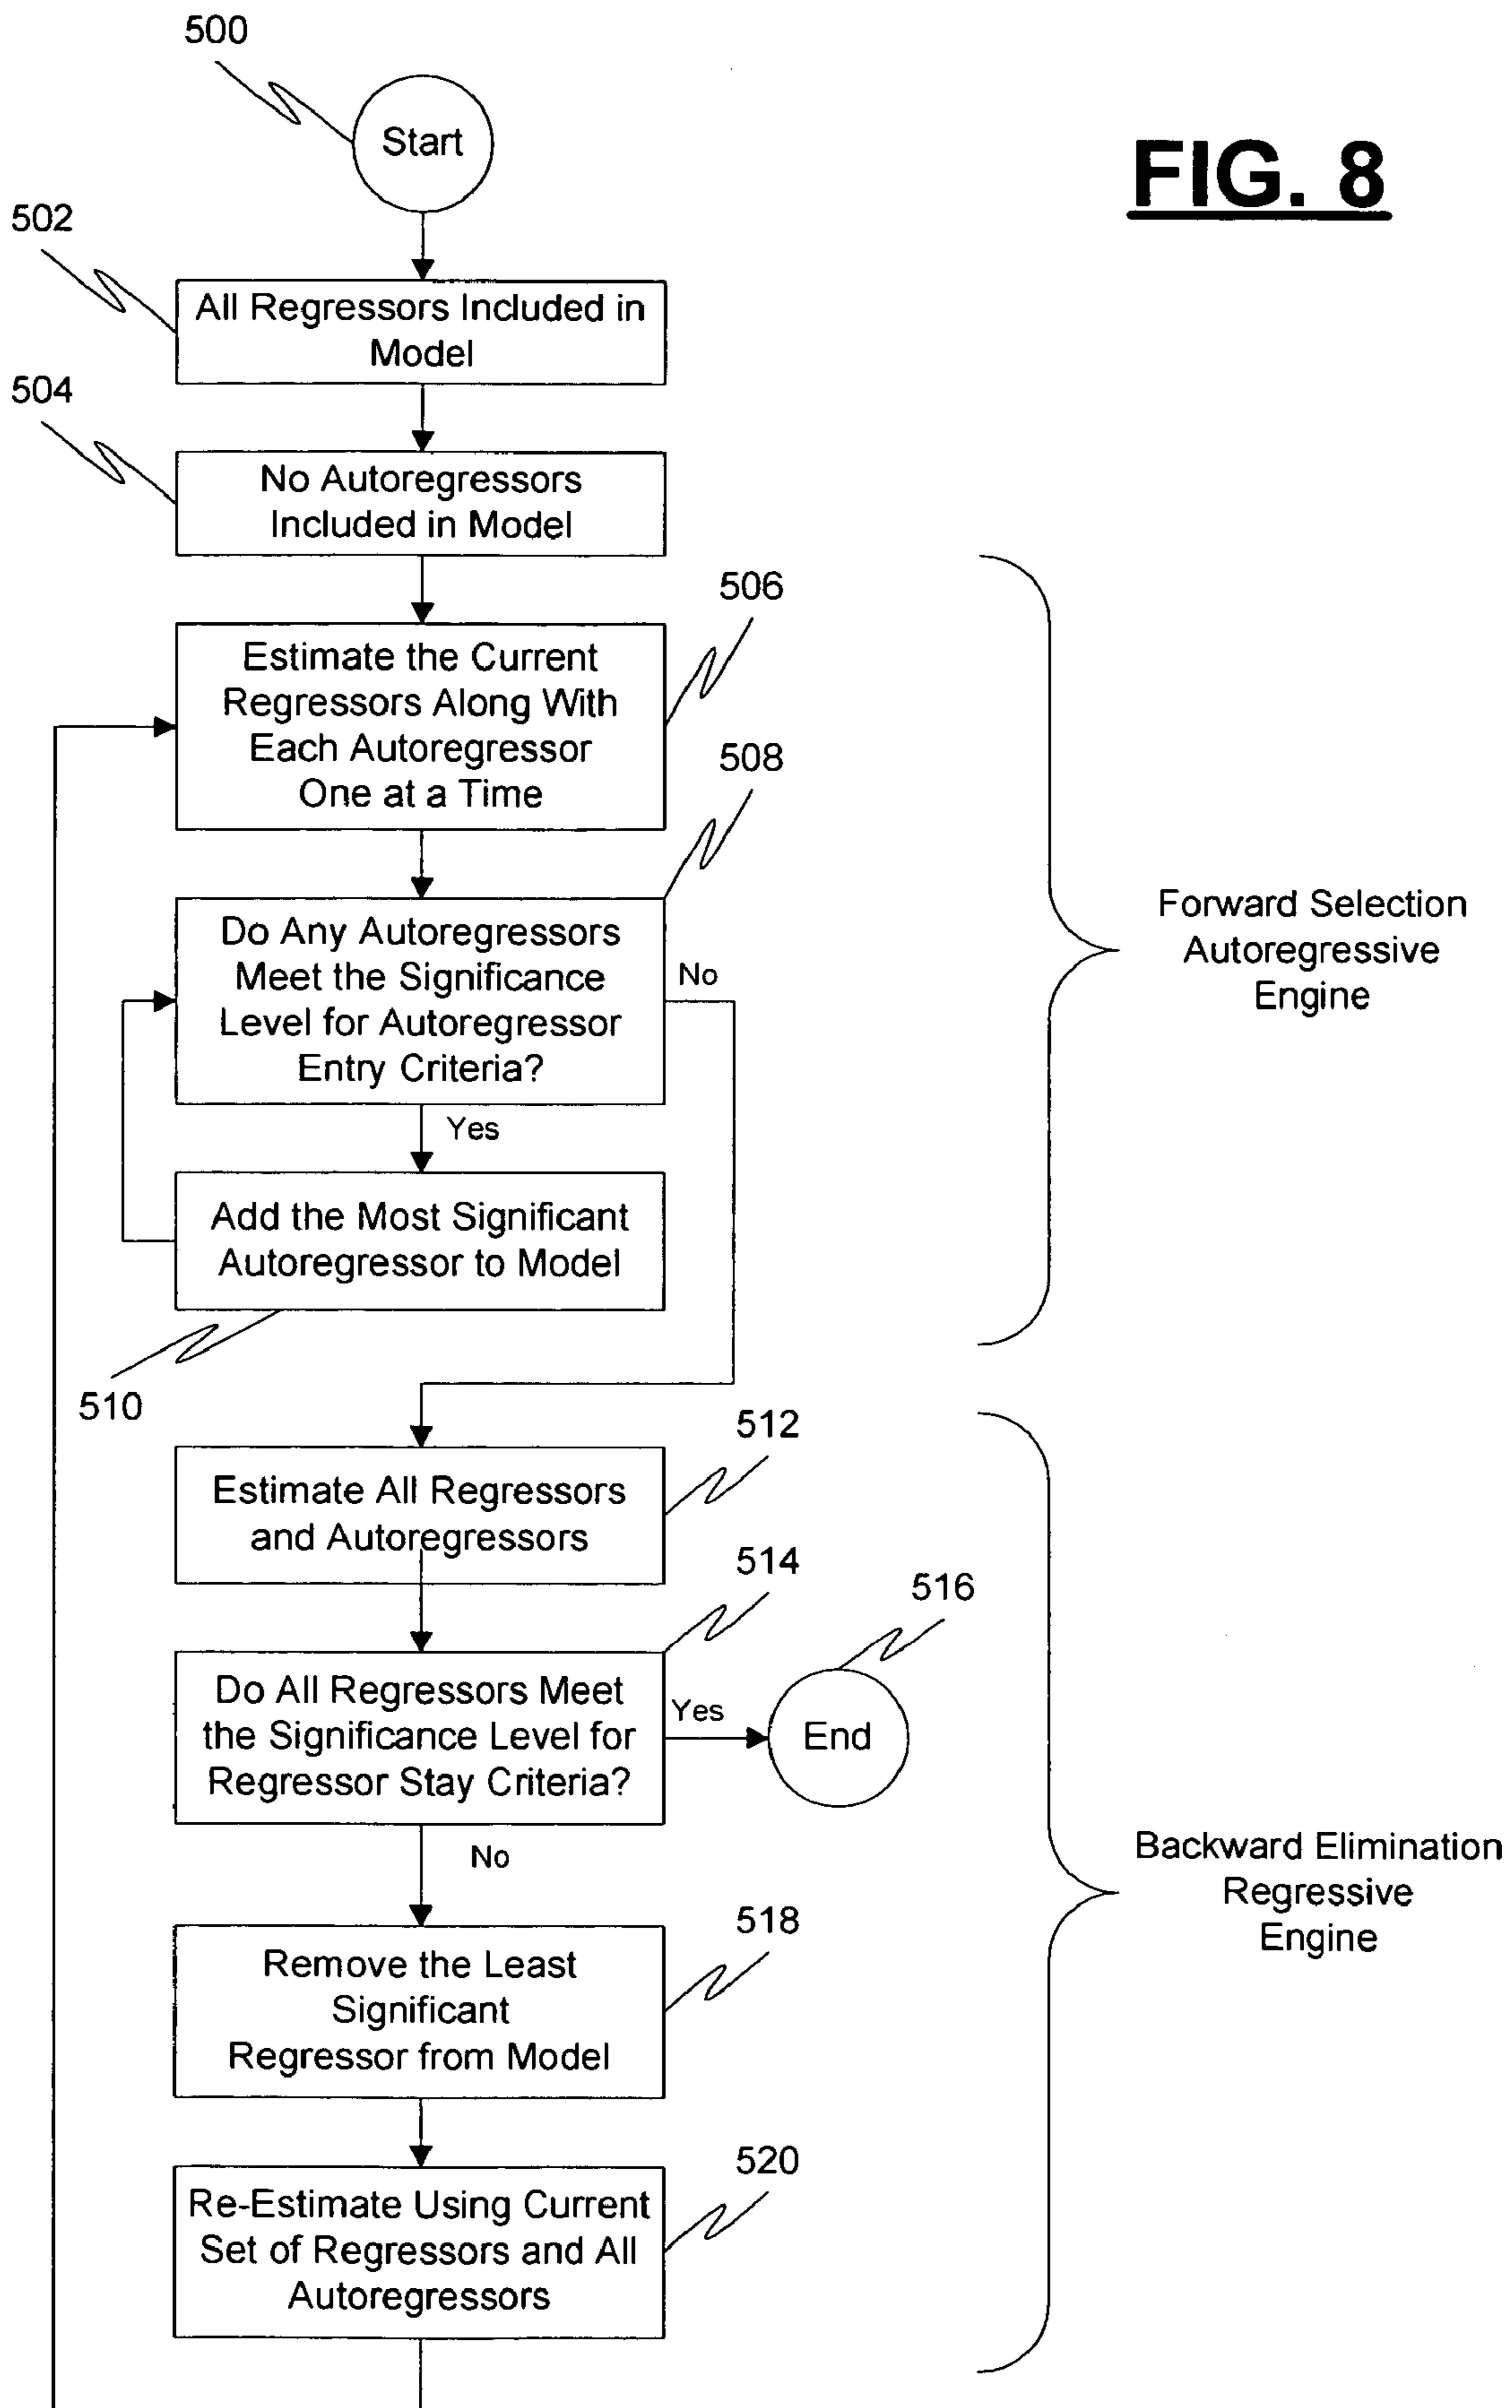 500
Start
FIG. 8
502
All Regressors Included in
Model
504
No Autoregressors
Included in Model
506
Estimate the Current
Regressors Along With
Each Autoregressor
One at a Time
508
Do Any Autoregressors
Meet the Significance
Level for Autoregressor
Entry Criteria?
No
Yes
Forward Selection
Autoregressive
Engine
Add the Most Significant
Autoregressor to Model
510
512
Estimate All Regressors
and Autoregressors
514
516
Do All Regressors Meet
the Significance Level for
Regressor Stay Criteria?
Yes
End
No
Backward Elimination
Regressive
Engine
518
Remove the Least
Significant
Regressor from Model
520
Re-Estimate Using Current
Set of Regressors and All
Autoregressors